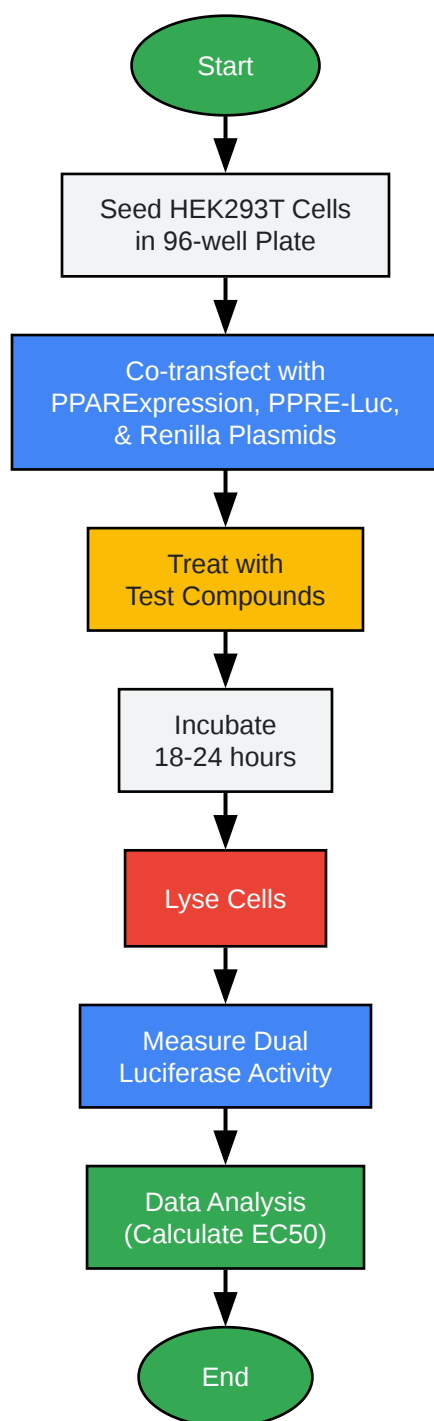 Start
Seed HEK293T Cells
in 96-well Plate
Co-transfect with
PPARExpression, PPRE-Luc,
& Renilla Plasmids
Treat with
Test Compounds
Incubate
18-24 hours
Lyse Cells
Measure Dual
Luciferase Activity
Data Analysis
(Calculate EC50)
End